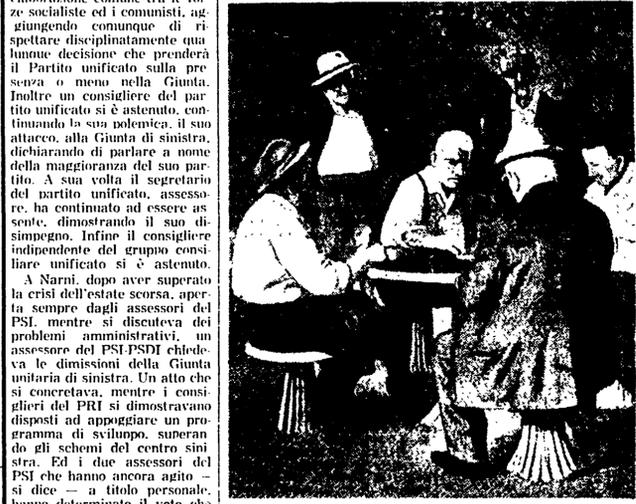 ze socialiste ed i comunisti, ag-
giungendo comunque di ri-
spettare disciplinatamente qua
lunque decisione che prenderà
il Partito unificato sulla pre
senza o meno nella Giunta.
Inoltre un consigliere del par
tito unificato si è astenuto, con-
tinuando la sua polemica, il suo
attacco, alla Giunta di sinistra,
dichiarando di parlare a nome
della maggioranza del suo par-
tito. A sua volta il segretario
del partito unificato, assesso-
re, ha continuato ad essere as
sente, dimostrando il suo di-
simpegno. Infine il consigliere
indipendente del gruppo consi-
liare unificato si è astenuto.
A Narni, dopo aver superato
la crisi dell'estate scorsa, aper-
ta sempre dagli assessori del
PSI, mentre si discuteva dei
problemi amministrativi, un
assessore del PSI-PSDI chiede-
va le dimissioni della Giunta
unitaria di sinistra. Un atto che
si concretava, mentre i consi-
glieri del PRI si dimostravano
disposti ad appoggiare un pro-
gramma di sviluppo, superan-
do gli schemi del centro sini
stra. Ed i due assessori del
PSI che hanno ancora agito —
si dice — a titolo personale,
hanno determinato il voto che